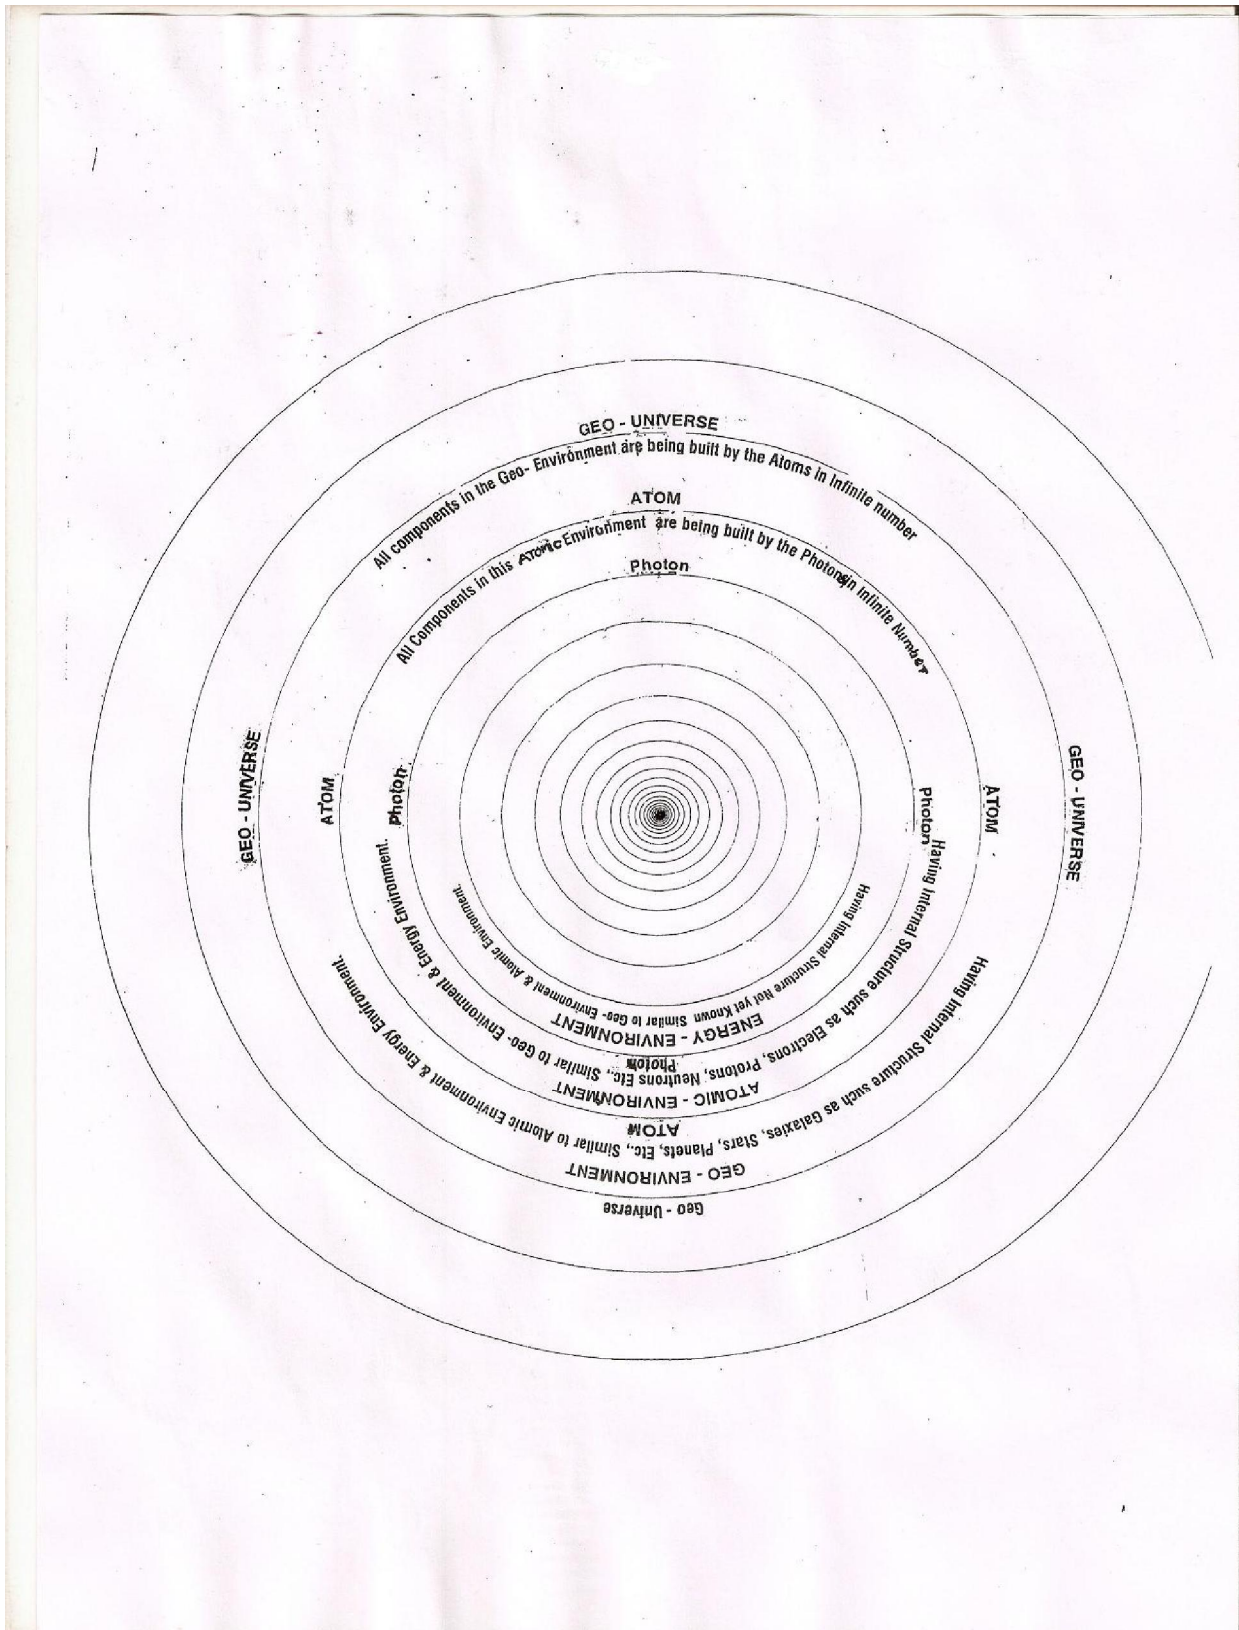 GEO - UNIVERSE
All components in the Geo- Environment are being built by the Atoms in Infinite number
ATOM
All Components in this Atomic Environment are being built by the Photons in Infinite Number
Photon
GEO - UNIVERSE
ATOM
Photon
Photon
ATOM
GEO - UNIVERSE
Having Internal Structure Not yet Known Similar to Geo- Environment & Atomic Environment.
ENERGY - ENVIRONMENT
Photon
Having Internal Structure such as Electrons, Protons, Neutrons Etc., Similar to Geo- Environment & Energy Environment.
ATOMIC - ENVIRONMENT
ATOM
Having Internal Structure such as Galaxies, Stars, Planets, Etc., Similar to Atomic Environment & Energy Environment.
GEO - ENVIRONMENT
Geo - Universe